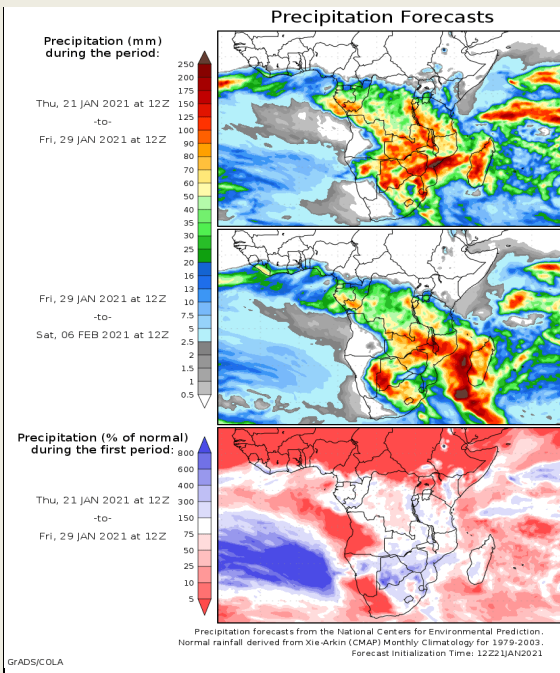 Precipitation Forecasts
Precipitation (mm)
during the period:
Thu, 21 JAN 2021 at 12Z
-to-
Fri, 29 JAN 2021 at 12Z
250
200
175
150
125
100
90
80
70
60
50
40
35
30
25
20
16
13
10
7.5
5
2.5
2
1.5
1
0.5
Fri, 29 JAN 2021 at 12Z
-to-
Sat, 06 FEB 2021 at 12Z
Precipitation (% of normal)
during the first period:
Thu, 21 JAN 2021 at 12Z
-to-
Fri, 29 JAN 2021 at 12Z
800
600
400
300
150
75
50
25
10
5
Precipitation forecasts from the National Centers for Environmental Prediction.
Normal rainfall derived from Xie-Arkin (CMAP) Monthly Climatology for 1979-2003.
Forecast Initialization Time: 12Z21JAN2021
GrADS/COLA